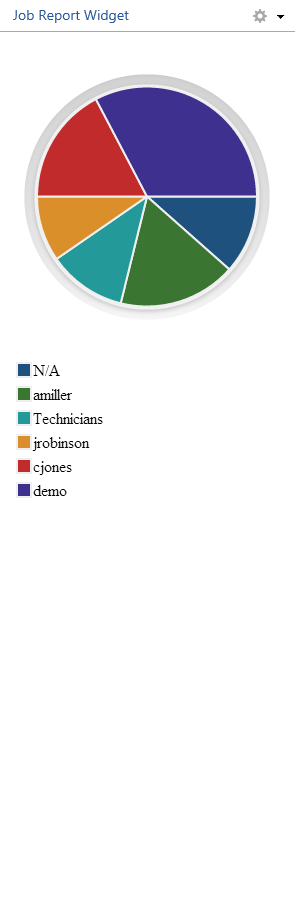 Job Report Widget
N/A
amiller
Technicians
jrobinson
cjones
demo